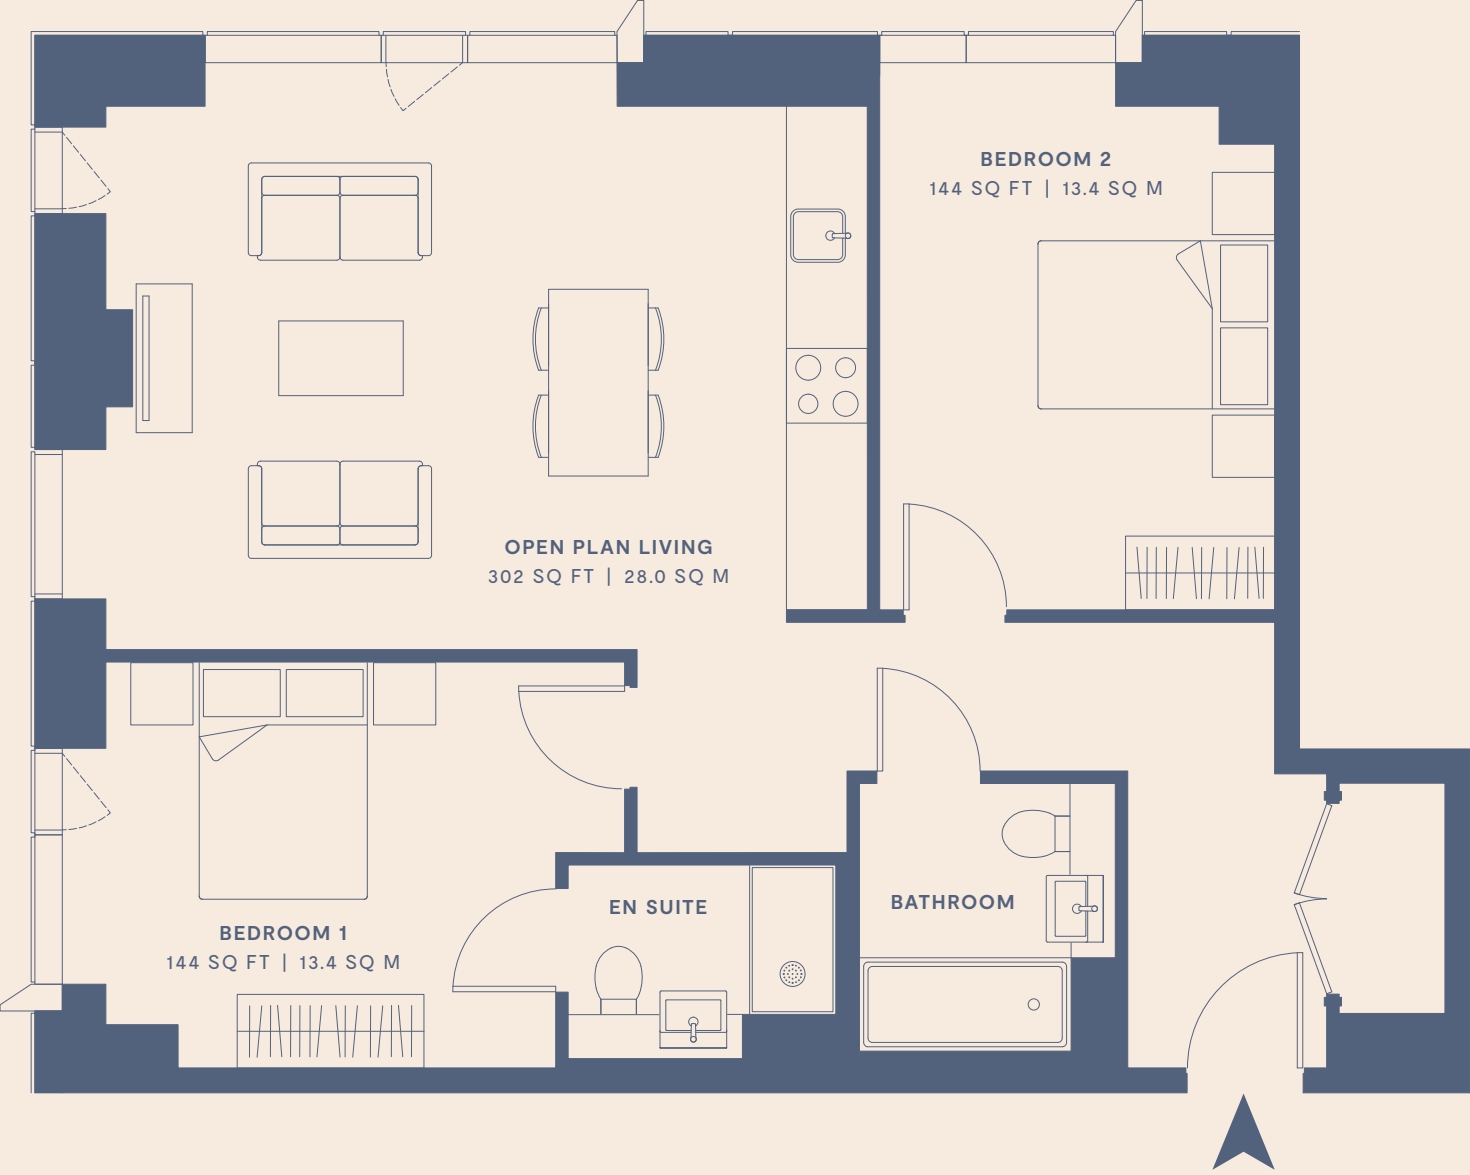 BEDROOM 2
144 SQ FT | 13.4 SQ M
OPEN PLAN LIVING
302 SQ FT | 28.0 SQ M
EN SUITE
BATHROOM
BEDROOM 1
144 SQ FT | 13.4 SQ M